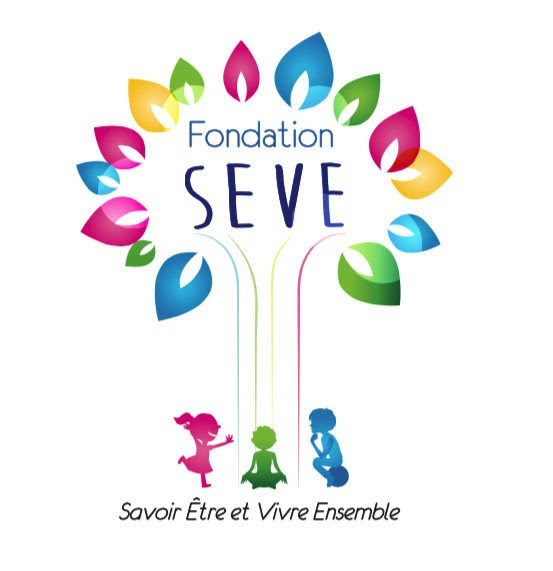 Fondation
SEVE
Savoir Être et Vivre Ensemble